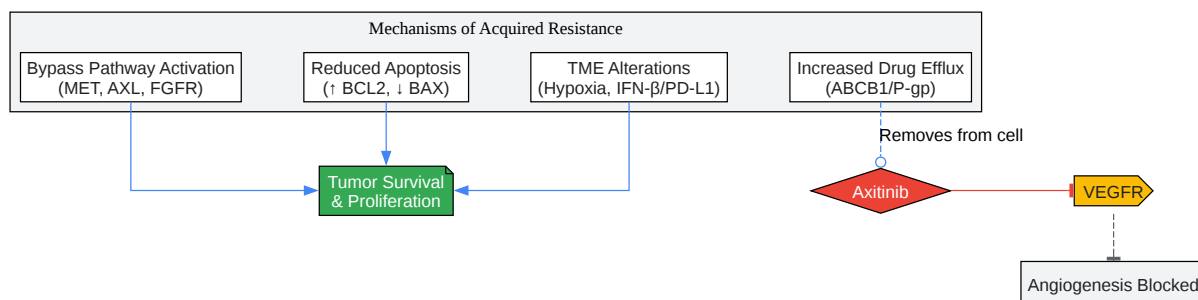 Mechanisms of Acquired Resistance
Bypass Pathway Activation
(MET, AXL, FGFR)
Reduced Apoptosis
(↑ BCL2, ↓ BAX)
TME Alterations
(Hypoxia, IFN-β/PD-L1)
Increased Drug Efflux
(ABCB1/P-gp)
Removes from cell
Tumor Survival
& Proliferation
Axitinib
VEGFR
Angiogenesis Blocked